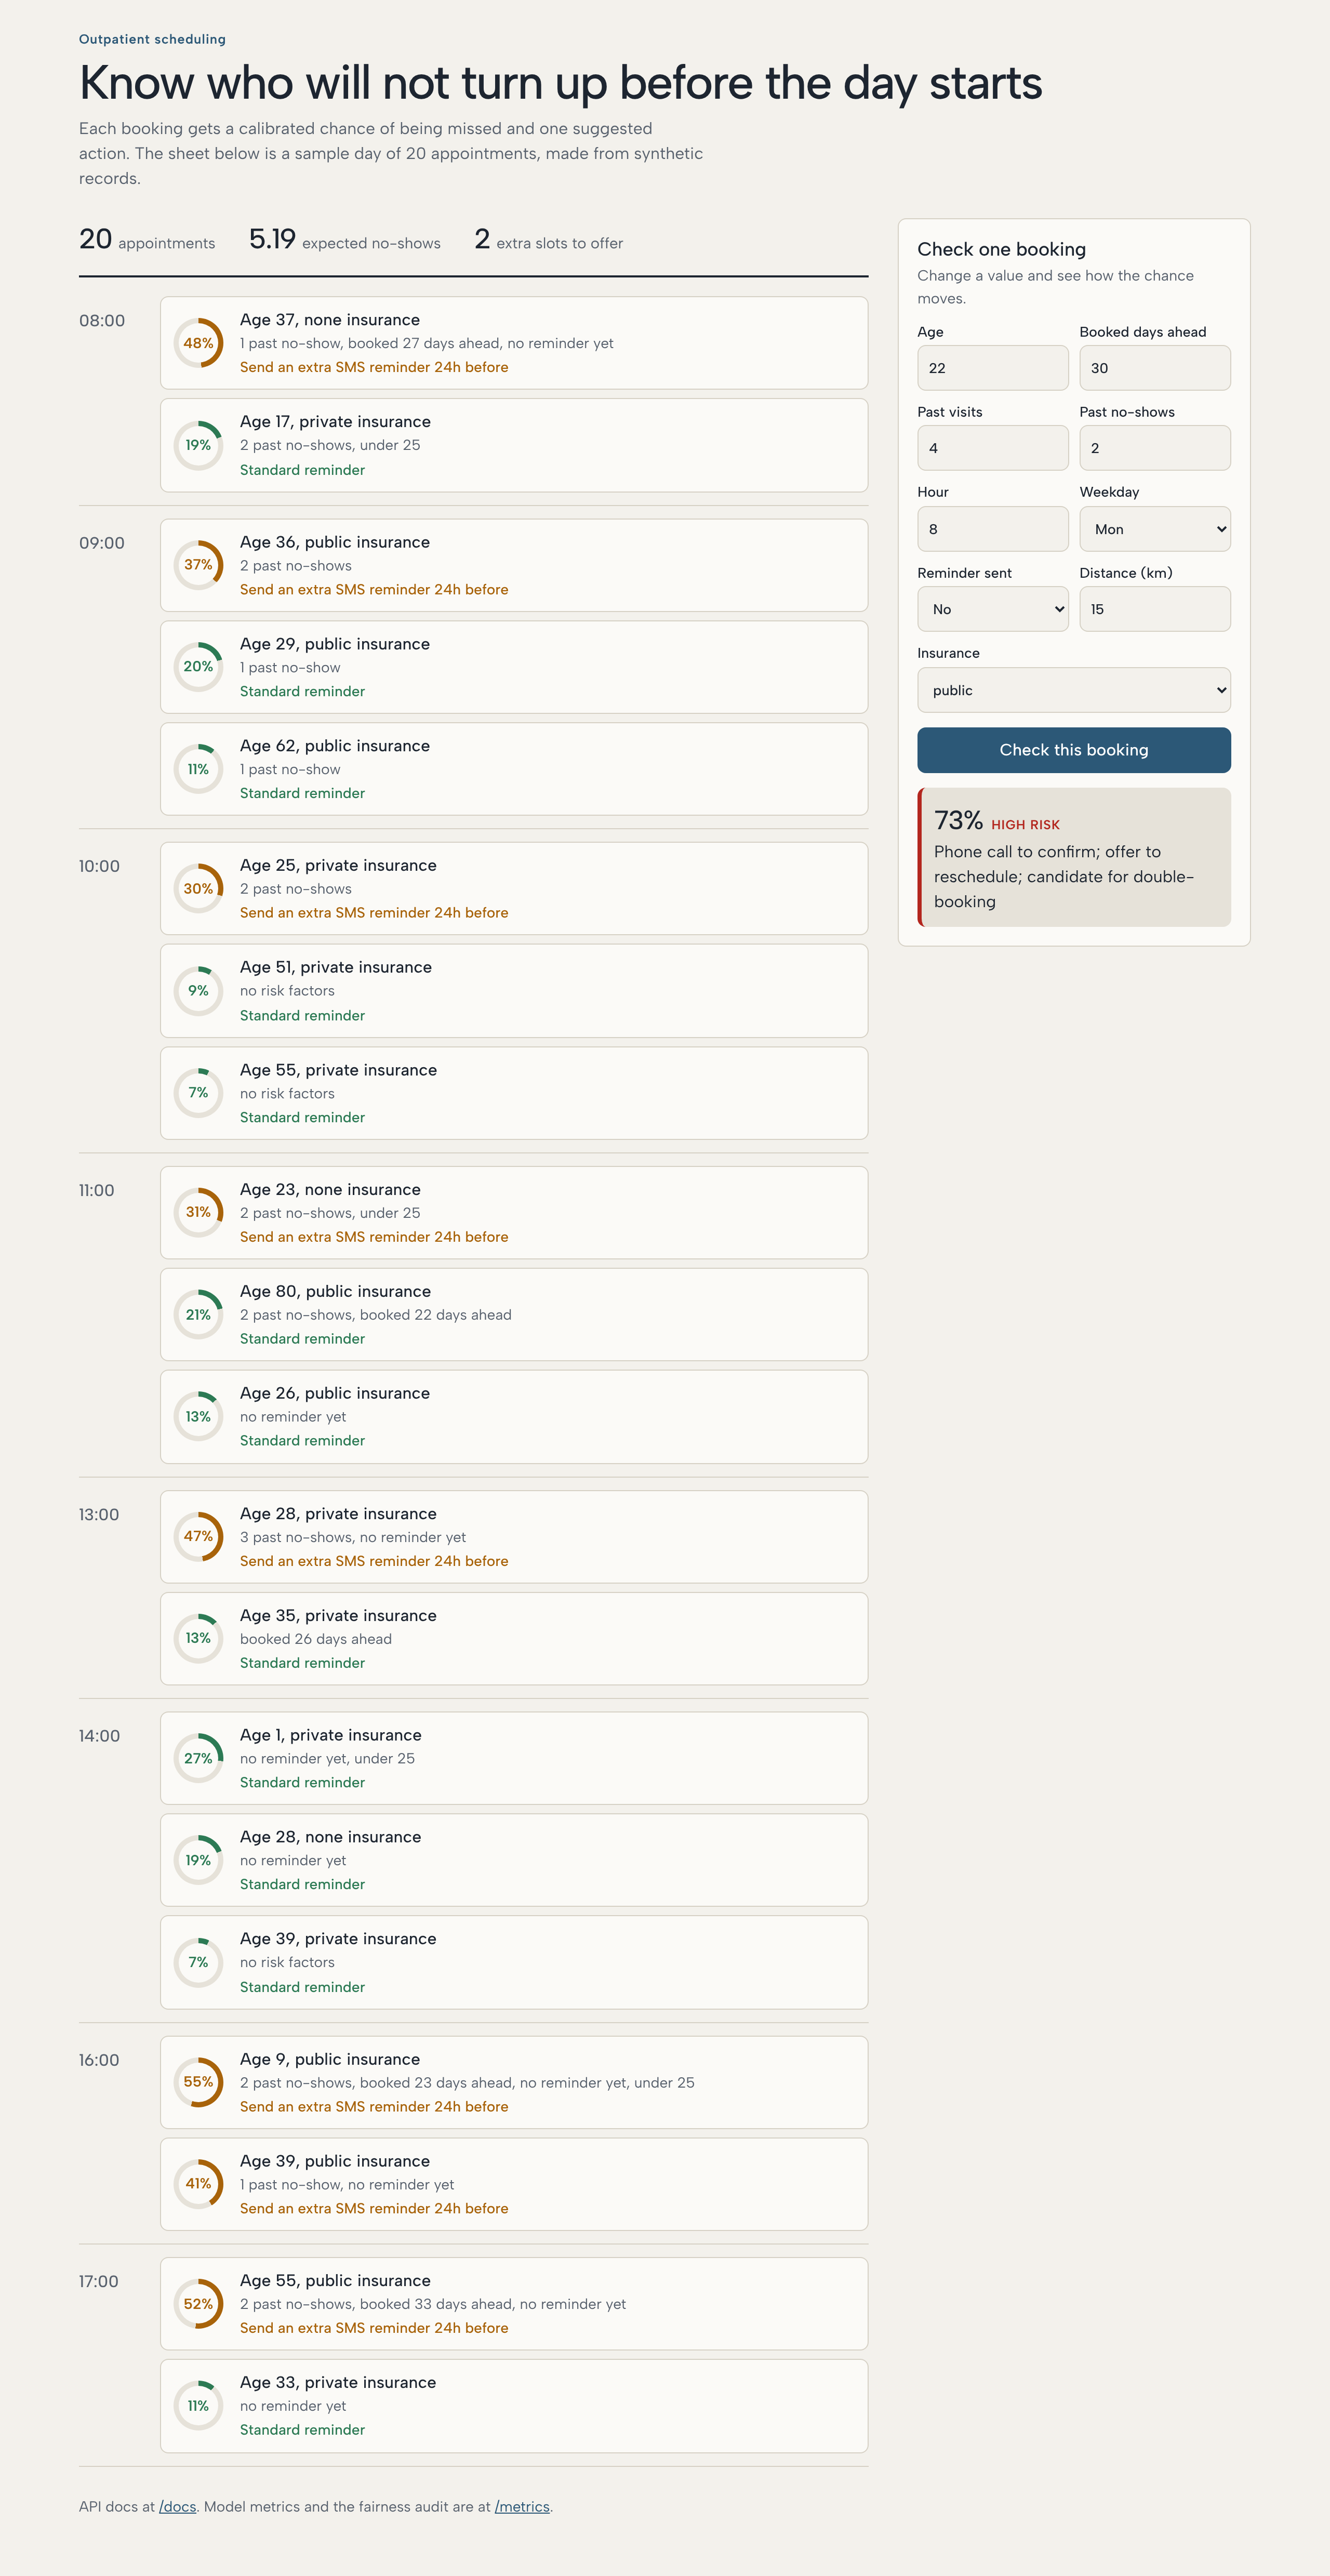 Outpatient scheduling
Know who will not turn up before the day starts
Each booking gets a calibrated chance of being missed and one suggested
action. The sheet below is a sample day of 20 appointments, made from synthetic
records.
20 appointments
5.19 expected no-shows
2 extra slots to offer
08:00
48%
Age 37, none insurance
1 past no-show, booked 27 days ahead, no reminder yet
Send an extra SMS reminder 24h before
19%
Age 17, private insurance
2 past no-shows, under 25
Standard reminder
09:00
37%
Age 36, public insurance
2 past no-shows
Send an extra SMS reminder 24h before
20%
Age 29, public insurance
1 past no-show
Standard reminder
11%
Age 62, public insurance
1 past no-show
Standard reminder
10:00
30%
Age 25, private insurance
2 past no-shows
Send an extra SMS reminder 24h before
9%
Age 51, private insurance
no risk factors
Standard reminder
7%
Age 55, private insurance
no risk factors
Standard reminder
11:00
31%
Age 23, none insurance
2 past no-shows, under 25
Send an extra SMS reminder 24h before
21%
Age 80, public insurance
2 past no-shows, booked 22 days ahead
Standard reminder
13%
Age 26, public insurance
no reminder yet
Standard reminder
13:00
47%
Age 28, private insurance
3 past no-shows, no reminder yet
Send an extra SMS reminder 24h before
13%
Age 35, private insurance
booked 26 days ahead
Standard reminder
14:00
27%
Age 1, private insurance
no reminder yet, under 25
Standard reminder
19%
Age 28, none insurance
no reminder yet
Standard reminder
7%
Age 39, private insurance
no risk factors
Standard reminder
16:00
55%
Age 9, public insurance
2 past no-shows, booked 23 days ahead, no reminder yet, under 25
Send an extra SMS reminder 24h before
41%
Age 39, public insurance
1 past no-show, no reminder yet
Send an extra SMS reminder 24h before
17:00
52%
Age 55, public insurance
2 past no-shows, booked 33 days ahead, no reminder yet
Send an extra SMS reminder 24h before
11%
Age 33, private insurance
no reminder yet
Standard reminder
Check one booking
Change a value and see how the chance
moves.
Age
Booked days ahead
22
30
Past visits
Past no-shows
4
2
Hour
Weekday
8
Mon
Reminder sent
Distance (km)
No
15
Insurance
public
Check this booking
73% HIGH RISK
Phone call to confirm; offer to
reschedule; candidate for double-
booking
API docs at /docs. Model metrics and the fairness audit are at /metrics.